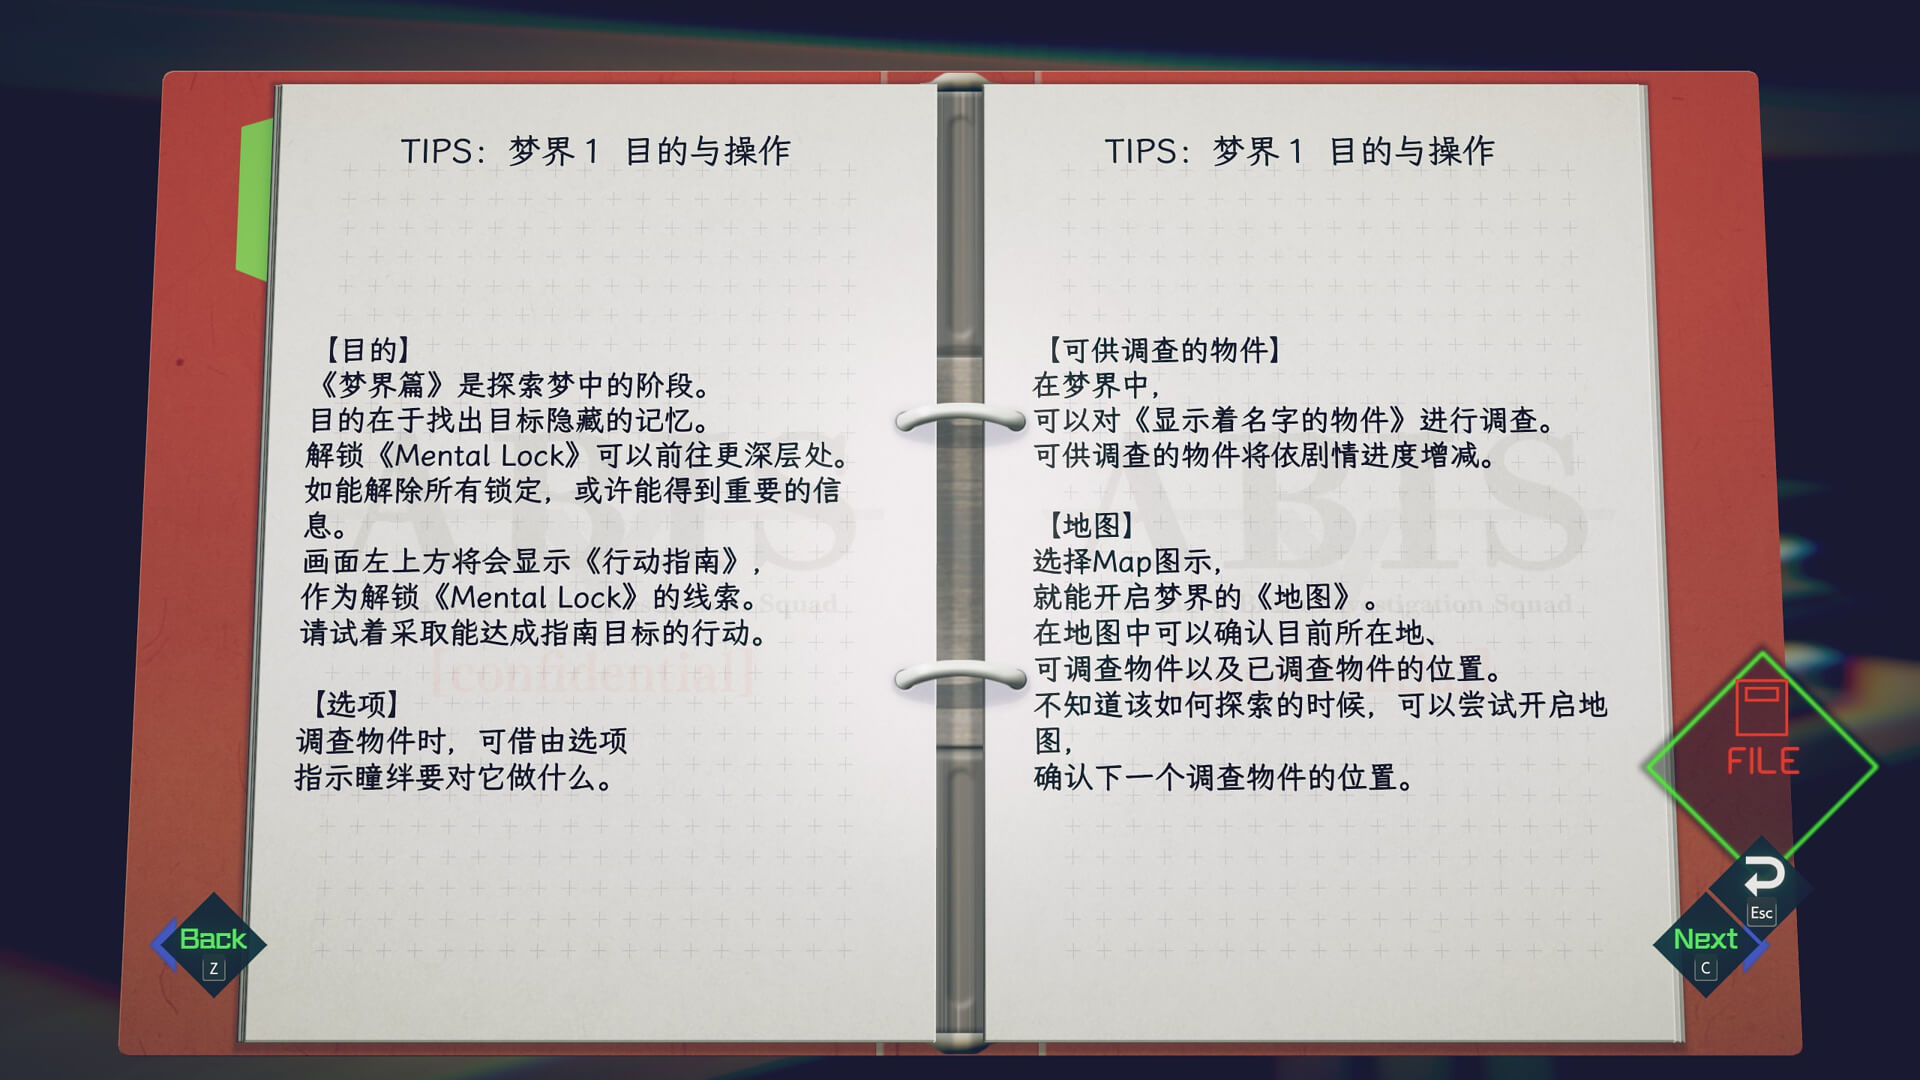 TIPS：梦界1 目的与操作
【目的】
《梦界篇》是探索梦中的阶段。
目的在于找出目标隐藏的记忆。
解锁《Mental Lock》可以前往更深层处。
如能解除所有锁定，或许能得到重要的信
息。
画面左上方将会显示《行动指南》，
作为解锁《Mental Lock》的线索。
请试着采取能达成指南目标的行动。
【选项】
调查物件时，可借由选项
指示瞳绊要对它做什么。
TIPS：梦界1 目的与操作
【可供调查的物件】
在梦界中，
可以对《显示着名字的物件》进行调查。
可供调查的物件将依剧情进度增减。
【地图】
选择Map图示，
就能开启梦界的《地图》。
在地图中可以确认目前所在地、
可调查物件以及已调查物件的位置。
不知道该如何探索的时候，可以尝试开启地
图，
确认下一个调查物件的位置。
ABIS
Squad
[confidential]
ABIS
Investigation Squad
FILE
Esc
Back
Z
Next
C